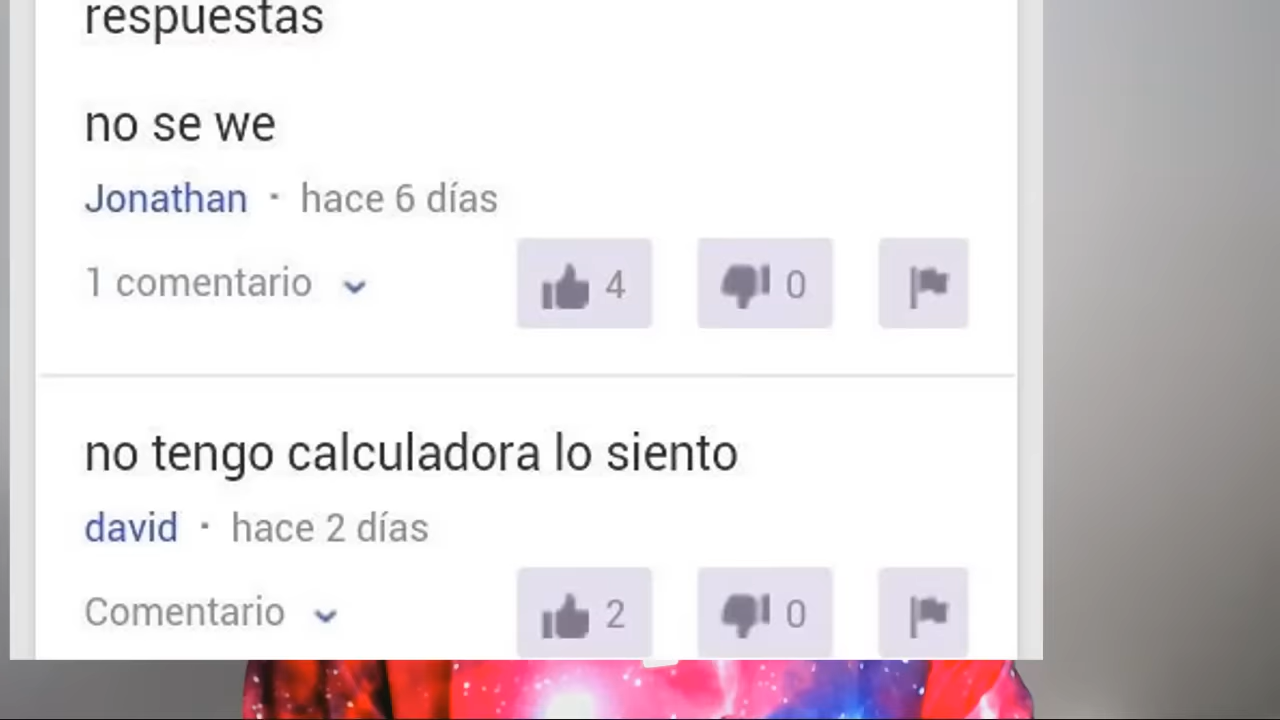 respuestas
no se we
Jonathan · hace 6 días
1 comentario 4 0
no tengo calculadora lo siento
david · hace 2 días
Comentario 2 0